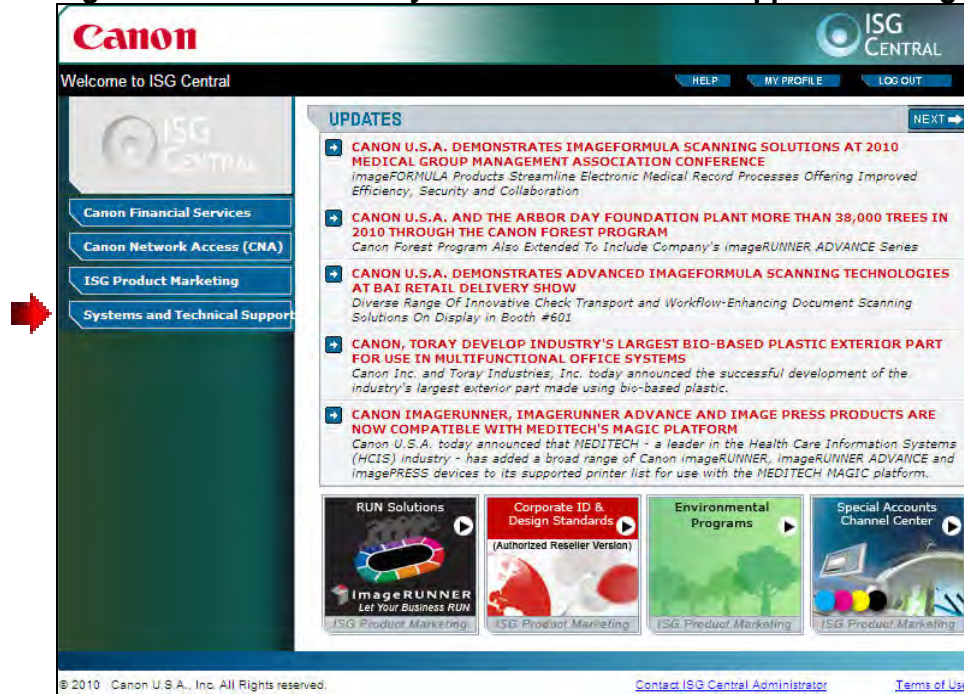 Canon
ISG
CENTRAL
Welcome to ISG Central
HELP
MY PROFILE
LOG OUT
ISG
CENTRAL
Canon Financial Services
Canon Network Access (CNA)
ISG Product Marketing
Systems and Technical Support
UPDATES
NEXT
CANON U.S.A. DEMONSTRATES IMAGEFORMULA SCANNING SOLUTIONS AT 2010
MEDICAL GROUP MANAGEMENT ASSOCIATION CONFERENCE
imageFORMULA Products Streamline Electronic Medical Record Processes Offering Improved
Efficiency, Security and Collaboration
CANON U.S.A. AND THE ARBOR DAY FOUNDATION PLANT MORE THAN 38,000 TREES IN
2010 THROUGH THE CANON FOREST PROGRAM
Canon Forest Program Also Extended To Include Company's imageRUNNER ADVANCE Series
CANON U.S.A. DEMONSTRATES ADVANCED IMAGEFORMULA SCANNING TECHNOLOGIES
AT BAI RETAIL DELIVERY SHOW
Diverse Range Of Innovative Check Transport and Workflow-Enhancing Document Scanning
Solutions On Display in Booth #601
CANON, TORAY DEVELOP INDUSTRY'S LARGEST BIO-BASED PLASTIC EXTERIOR PART
FOR USE IN MULTIFUNCTIONAL OFFICE SYSTEMS
Canon Inc. and Toray Industries, Inc. today announced the successful development of the
industry's largest exterior part made using bio-based plastic.
CANON IMAGERUNNER, IMAGERUNNER ADVANCE AND IMAGE PRESS PRODUCTS ARE
NOW COMPATIBLE WITH MEDITECH'S MAGIC PLATFORM
Canon U.S.A. today announced that MEDITECH - a leader in the Health Care Information Systems
(HCIS) industry - has added a broad range of Canon imageRUNNER, imageRUNNER ADVANCE and
imagePRESS devices to its supported printer list for use with the MEDITECH MAGIC platform.
RUN Solutions
imageRUNNER
Let Your Business RUN
ISG Product Marketing
Corporate ID &
Design Standards
(Authorized Reseller Version)
ISG Product Marketing
Environmental
Programs
ISG Product Marketing
Special Accounts
Channel Center
ISG Product Marketing
© 2010 Canon U.S.A., Inc. All Rights reserved.
Contact ISG Central Administrator
Terms of Use